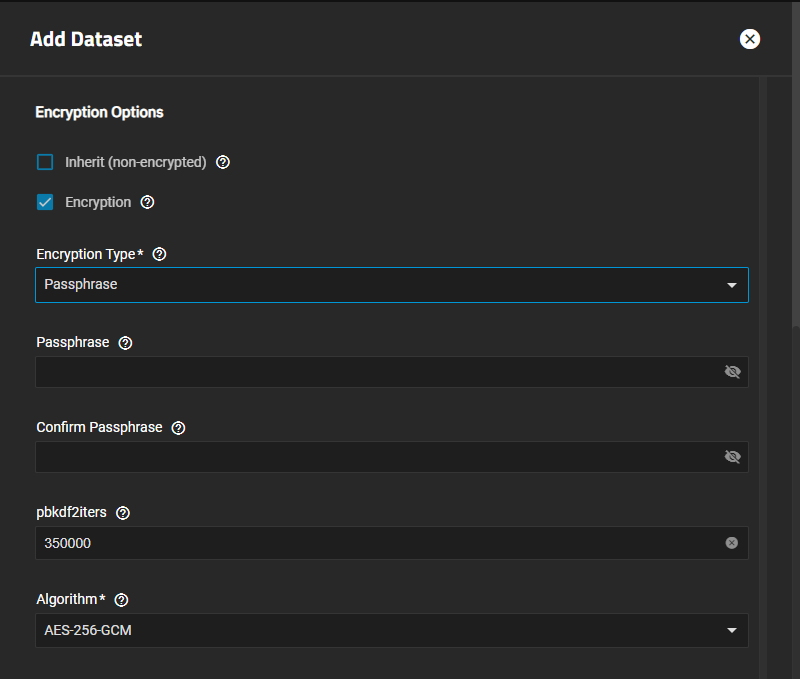 Add Dataset
Encryption Options
Inherit (non-encrypted)
Encryption
Encryption Type*
Passphrase
Passphrase
Confirm Passphrase
pbkdf2iters
350000
Algorithm*
AES-256-GCM